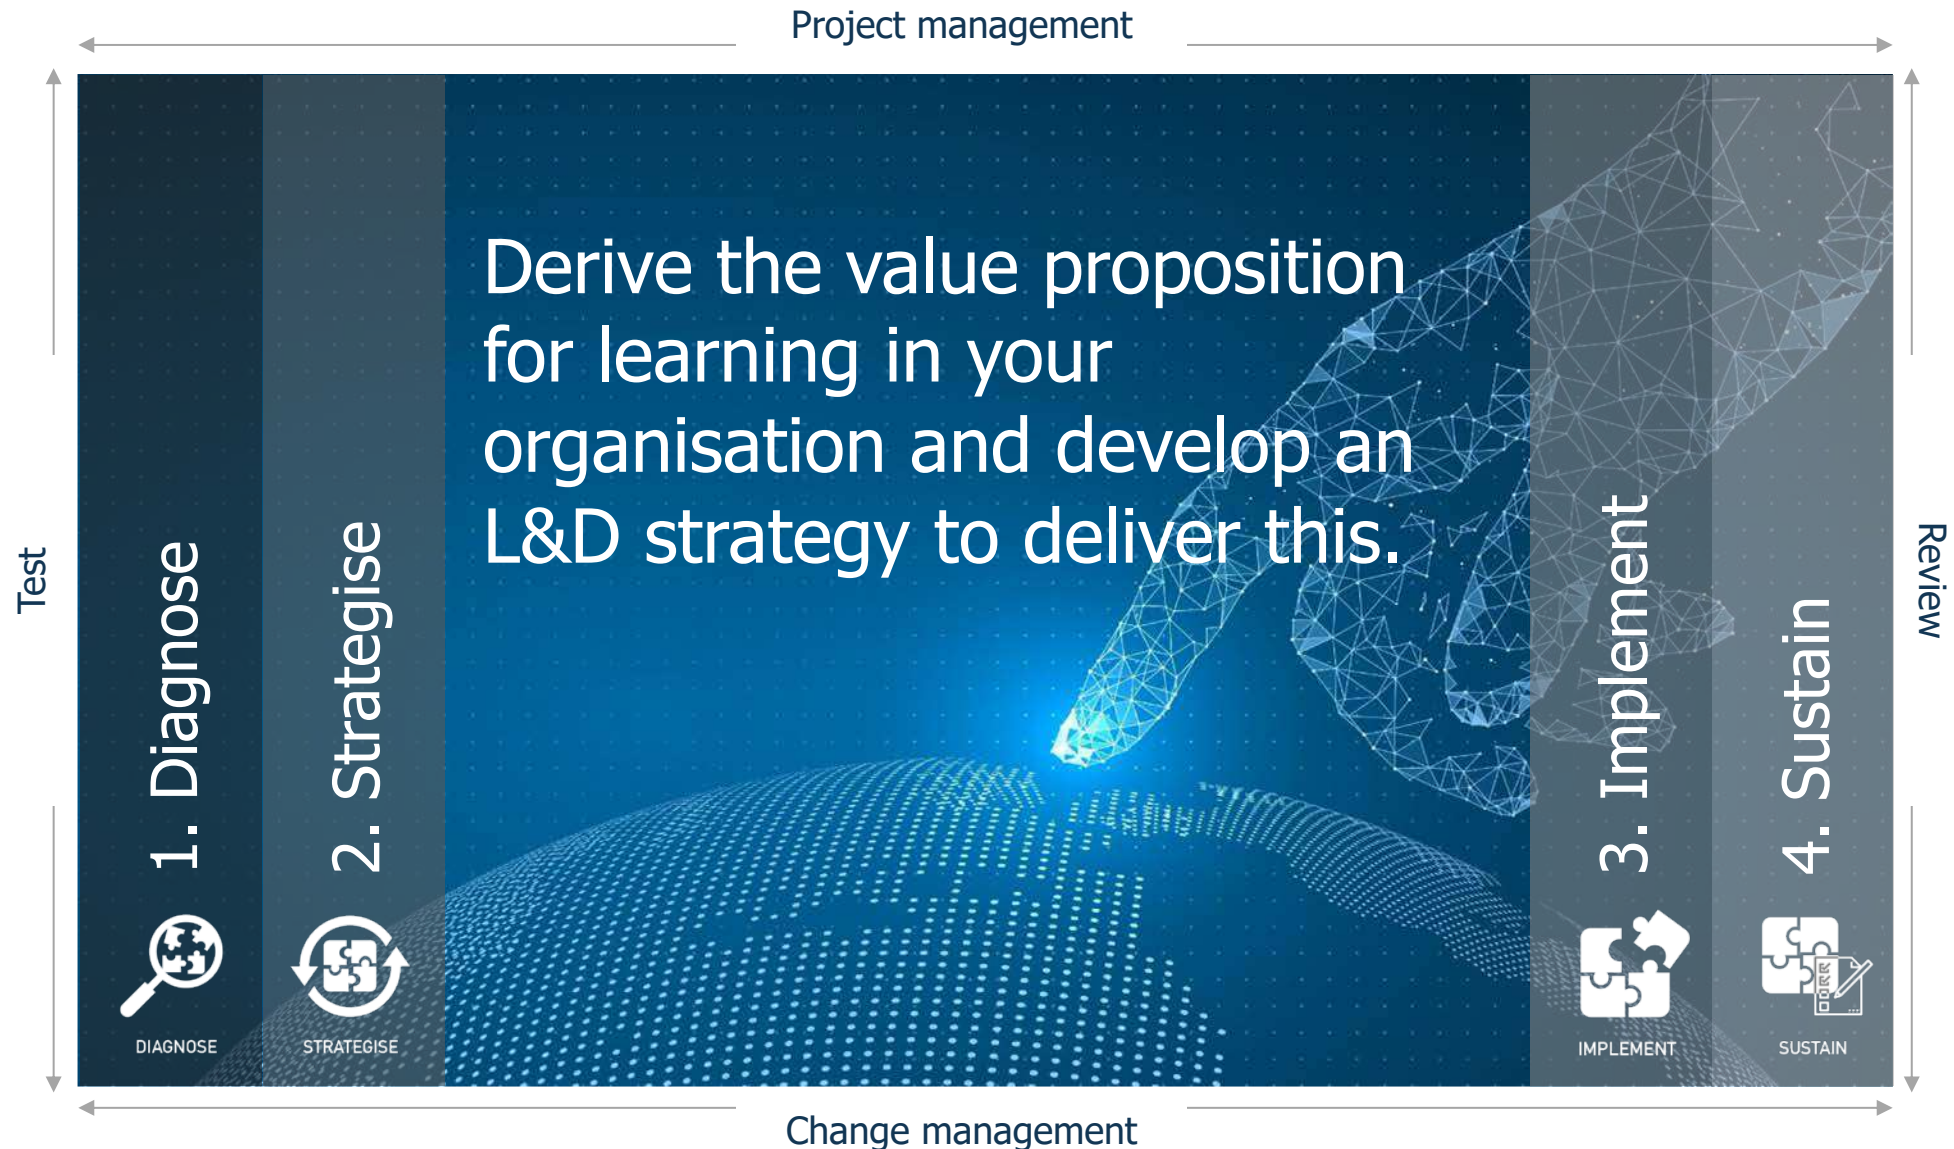 Project management
Test
1. Diagnose
DIAGNOSE
2. Strategise
STRATEGISE
Derive the value proposition
for learning in your
organisation and develop an
L&D strategy to deliver this.
3. Implement
IMPLEMENT
4. Sustain
SUSTAIN
Review
Change management